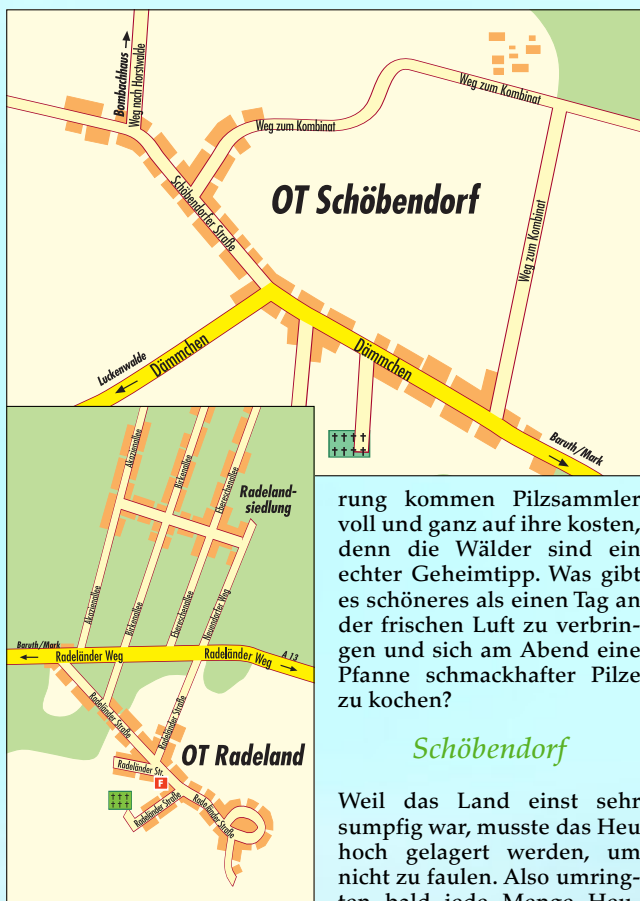 Bombachhaus
Weg nach Horstwalde
Weg zum Kombinat
Weg zum Kombinat
Schöbendorfer Straße
OT Schöbendorf
Weg zum Kombinat
Luckenwalde
Dämmchen
Dämmchen
Baruth/Mark
Akazienallee
Birkenallee
Ebereschenallee
Radeland-
siedlung
Akazienallee
Birkenallee
Ebereschenallee
Neuendorfer Weg
Baruth/Mark
Radeländer Weg
Radeländer Weg
A 13
Radeländer Straße
Radeländer Straße
OT Radeland
Radeländer Str.
F
Radeländer Straße
Radeländer Straße
rung kommen Pilzsammler
voll und ganz auf ihre kosten,
denn die Wälder sind ein
echter Geheimtipp. Was gibt
es schöneres als einen Tag an
der frischen Luft zu verbrin-
gen und sich am Abend eine
Pfanne schmackhafter Pilze
zu kochen?
Schöbendorf
Weil das Land einst sehr
sumpfig war, musste das Heu
hoch gelagert werden, um
nicht zu faulen. Also umring-
ten bald jede Menge Heu-